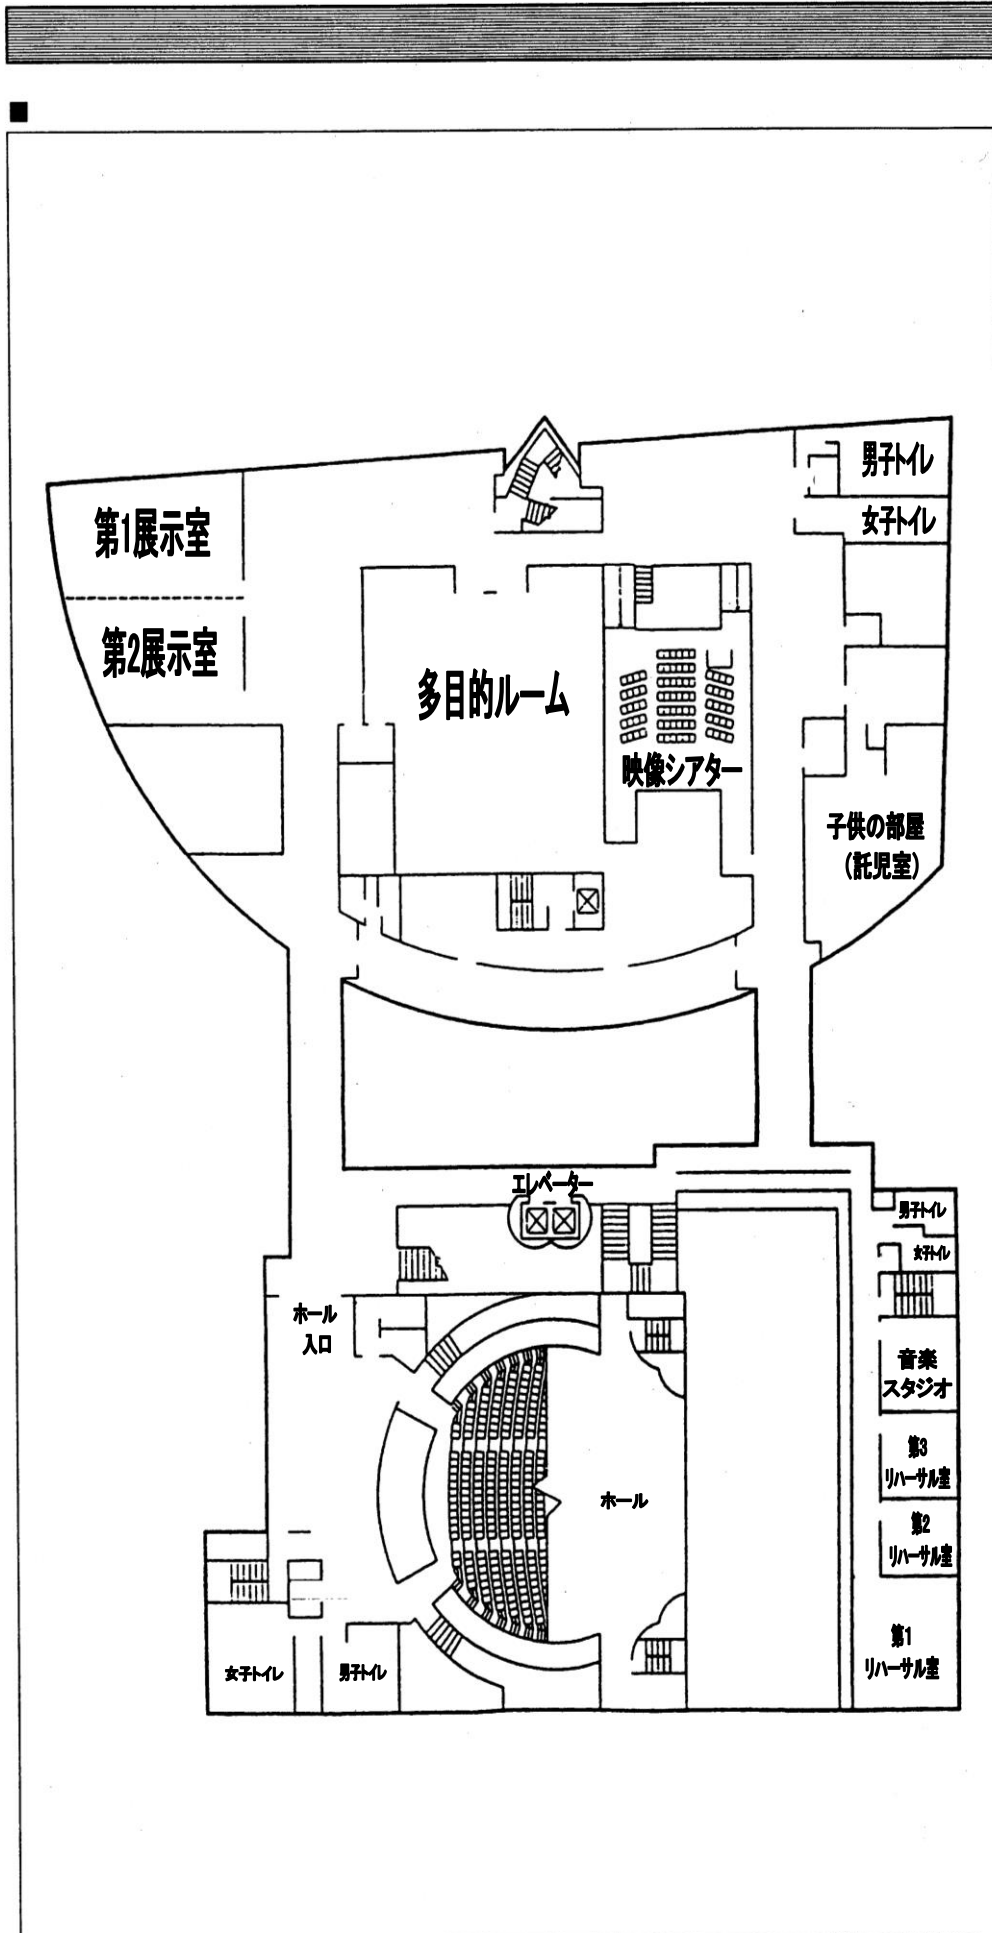 男子トイレ
女子トイレ
第1展示室
第2展示室
多目的ルーム
映像シアター
子供の部屋
（託児室）
エレベーター
男子トイレ
女子トイレ
ホール
入口
音楽
スタジオ
第3
リハーサル室
ホール
第2
リハーサル室
第1
リハーサル室
女子トイレ
男子トイレ